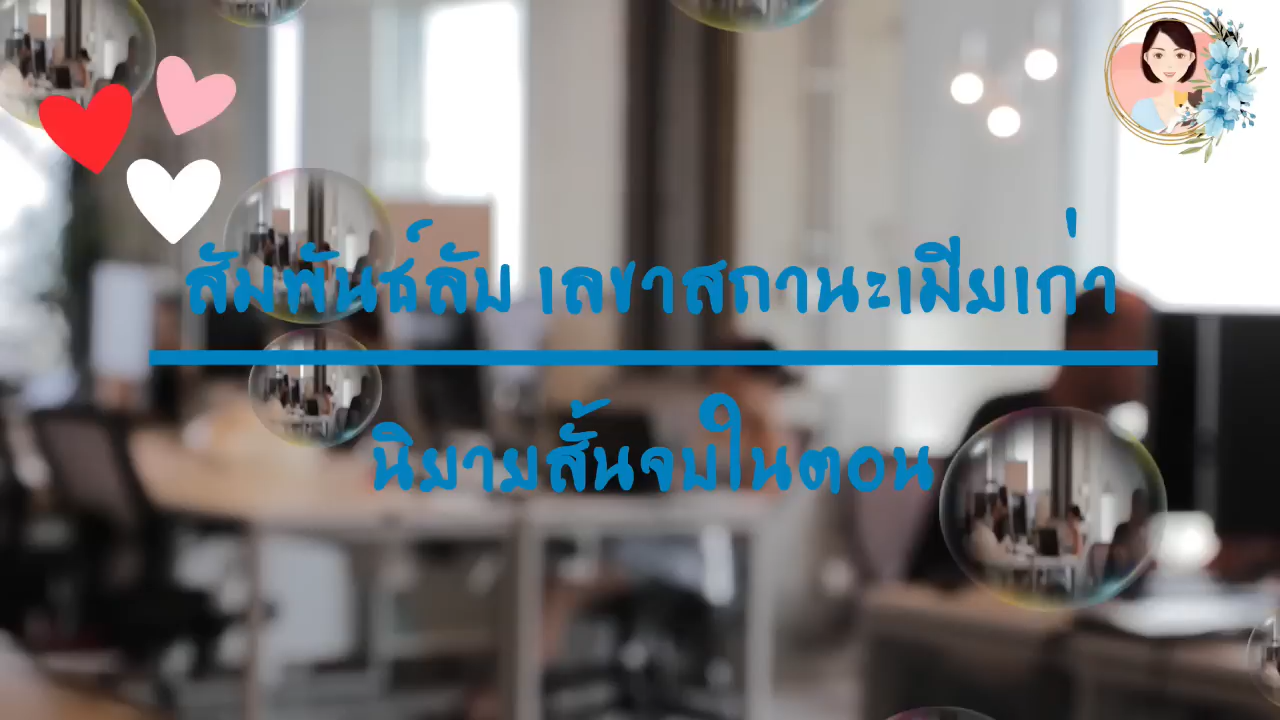 สัมพันธ์ลับ เลขาสถานะเมียเก่า
นิยายสั้นจบในตอน